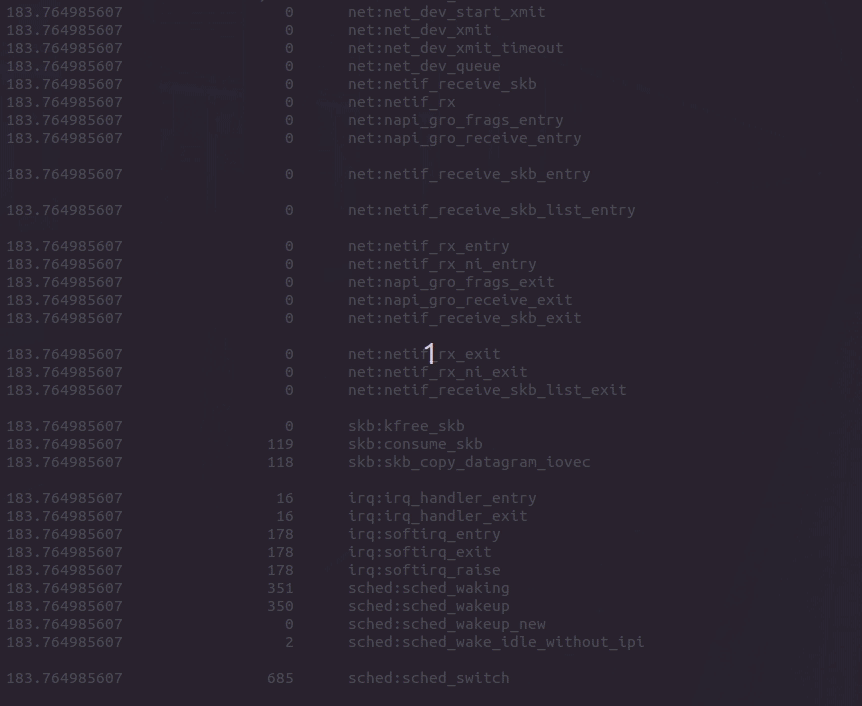 183.764985607 0 net:net_dev_start_xmit
183.764985607 0 net:net_dev_xmit
183.764985607 0 net:net_dev_xmit_timeout
183.764985607 0 net:net_dev_queue
183.764985607 0 net:netif_receive_skb
183.764985607 0 net:netif_rx
183.764985607 0 net:napi_gro_frags_entry
183.764985607 0 net:napi_gro_receive_entry
183.764985607 0 net:netif_receive_skb_entry
183.764985607 0 net:netif_receive_skb_list_entry
183.764985607 0 net:netif_rx_entry
183.764985607 0 net:netif_rx_ni_entry
183.764985607 0 net:napi_gro_frags_exit
183.764985607 0 net:napi_gro_receive_exit
183.764985607 0 net:netif_receive_skb_exit
1
183.764985607 0 net:netif_rx_exit
183.764985607 0 net:netif_rx_ni_exit
183.764985607 0 net:netif_receive_skb_list_exit
183.764985607 0 skb:kfree_skb
183.764985607 119 skb:consume_skb
183.764985607 118 skb:skb_copy_datagram_iovec
183.764985607 16 irq:irq_handler_entry
183.764985607 16 irq:irq_handler_exit
183.764985607 178 irq:softirq_entry
183.764985607 178 irq:softirq_exit
183.764985607 178 irq:softirq_raise
183.764985607 351 sched:sched_waking
183.764985607 350 sched:sched_wakeup
183.764985607 0 sched:sched_wakeup_new
183.764985607 2 sched:sched_wake_idle_without_ipi
183.764985607 685 sched:sched_switch